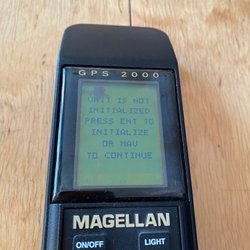 GPS 2000
UNIT IS NOT
INITIALIZED
PRESS ENT TO
INITIALIZE
OR NAV
TO CONTINUE
MAGELLAN
ON/OFF LIGHT